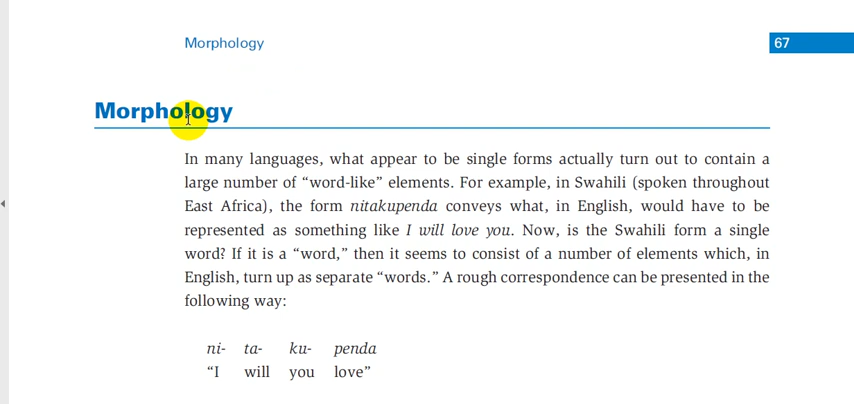 Morphology 67
Morphology
In many languages, what appear to be single forms actually turn out to contain a
large number of “word-like” elements. For example, in Swahili (spoken throughout
East Africa), the form nitakupenda conveys what, in English, would have to be
represented as something like I will love you. Now, is the Swahili form a single
word? If it is a “word,” then it seems to consist of a number of elements which, in
English, turn up as separate “words.” A rough correspondence can be presented in the
following way:
ni- ta- ku- penda
“I will you love”